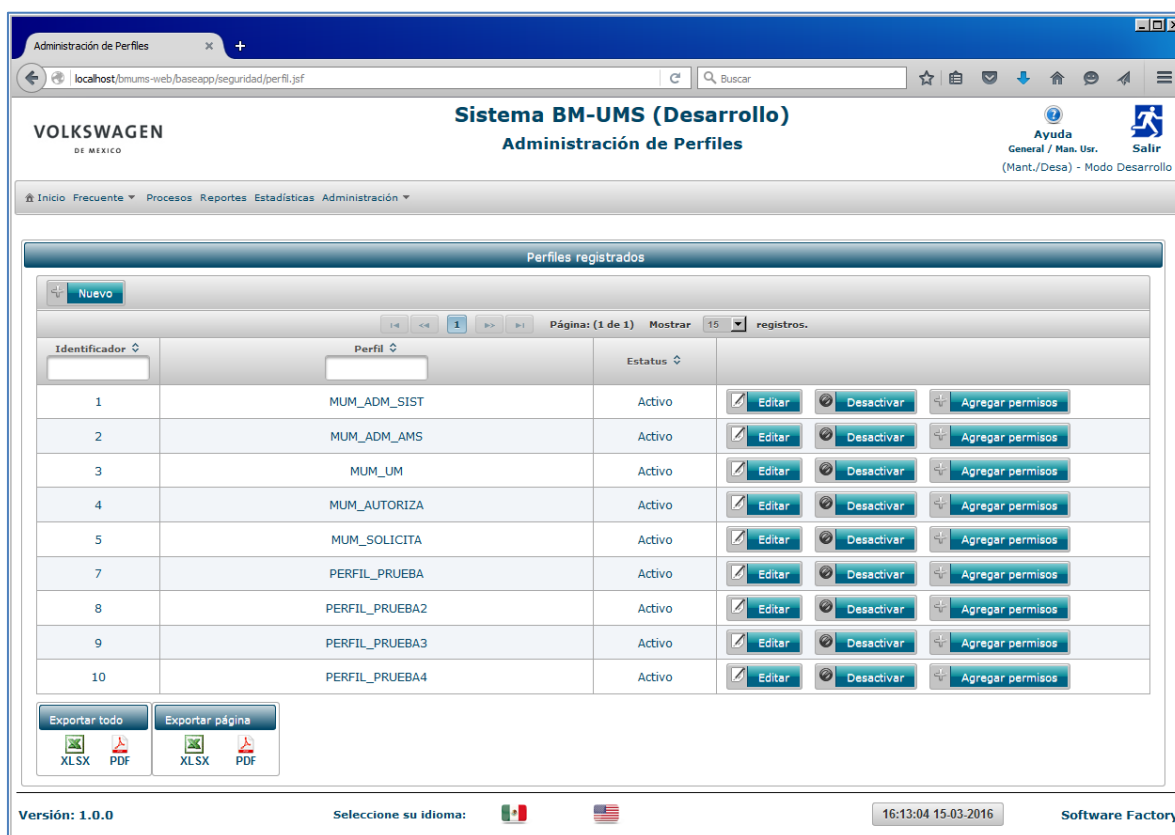 Administración de Perfiles
localhost/bmums-web/baseapp/seguridad/perfil.jsf
Buscar
VOLKSWAGEN
DE MEXICO
Sistema BM-UMS (Desarrollo)
Administración de Perfiles
Ayuda
General / Man. Usr.
Salir
(Mant./Desa) - Modo Desarrollo
Inicio Frecuente Procesos Reportes Estadísticas Administración
Perfiles registrados
Nuevo
1 Página: (1 de 1) Mostrar 15 registros.
Identificador Perfil Estatus
1 MUM_ADM_SIST Activo Editar Desactivar Agregar permisos
2 MUM_ADM_AMS Activo Editar Desactivar Agregar permisos
3 MUM_UM Activo Editar Desactivar Agregar permisos
4 MUM_AUTORIZA Activo Editar Desactivar Agregar permisos
5 MUM_SOLICITA Activo Editar Desactivar Agregar permisos
7 PERFIL_PRUEBA Activo Editar Desactivar Agregar permisos
8 PERFIL_PRUEBA2 Activo Editar Desactivar Agregar permisos
9 PERFIL_PRUEBA3 Activo Editar Desactivar Agregar permisos
10 PERFIL_PRUEBA4 Activo Editar Desactivar Agregar permisos
Exportar todo Exportar página
XLSX PDF XLSX PDF
Versión: 1.0.0 Seleccione su idioma: 16:13:04 15-03-2016 Software Factory